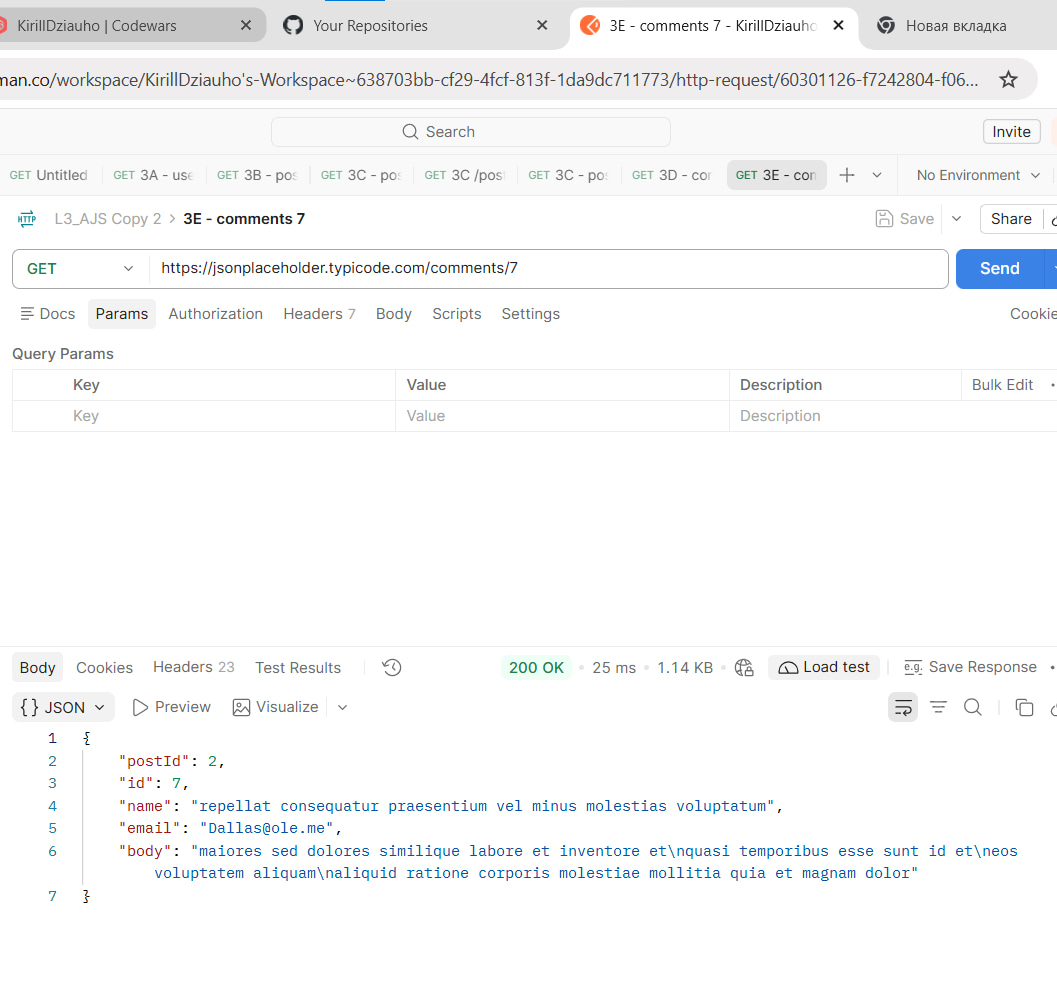 KirillDziauho | Codewars
Your Repositories
3E - comments 7 - KirillDziauho
Новая вкладка
man.co/workspace/KirillDziauho's-Workspace~638703bb-cf29-4fcf-813f-1da9dc711773/http-request/60301126-f7242804-f06...
Search
Invite
GET Untitled
GET 3A - use
GET 3B - pos
GET 3C - pos
GET 3C /post
GET 3C - po
GET 3D - cor
GET 3E - com
No Environment
HTTP L3_AJS Copy 2 > 3E - comments 7
Save
Share
GET https://jsonplaceholder.typicode.com/comments/7
Send
Docs Params Authorization Headers 7 Body Scripts Settings
Cookie
Query Params
Key Value Description Bulk Edit
Key Value Description
Body Cookies Headers 23 Test Results
200 OK • 25 ms • 1.14 KB
Load test
e.g. Save Response
{} JSON Preview Visualize
1 {
2 "postId": 2,
3 "id": 7,
4 "name": "repellat consequatur praesentium vel minus molestias voluptatum",
5 "email": "Dallas@ole.me",
6 "body": "maiores sed dolores similique labore et inventore et\nquasi temporibus esse sunt id et\neos
voluptatem aliquam\naliquid ratione corporis molestiae mollitia quia et magnam dolor"
7 }